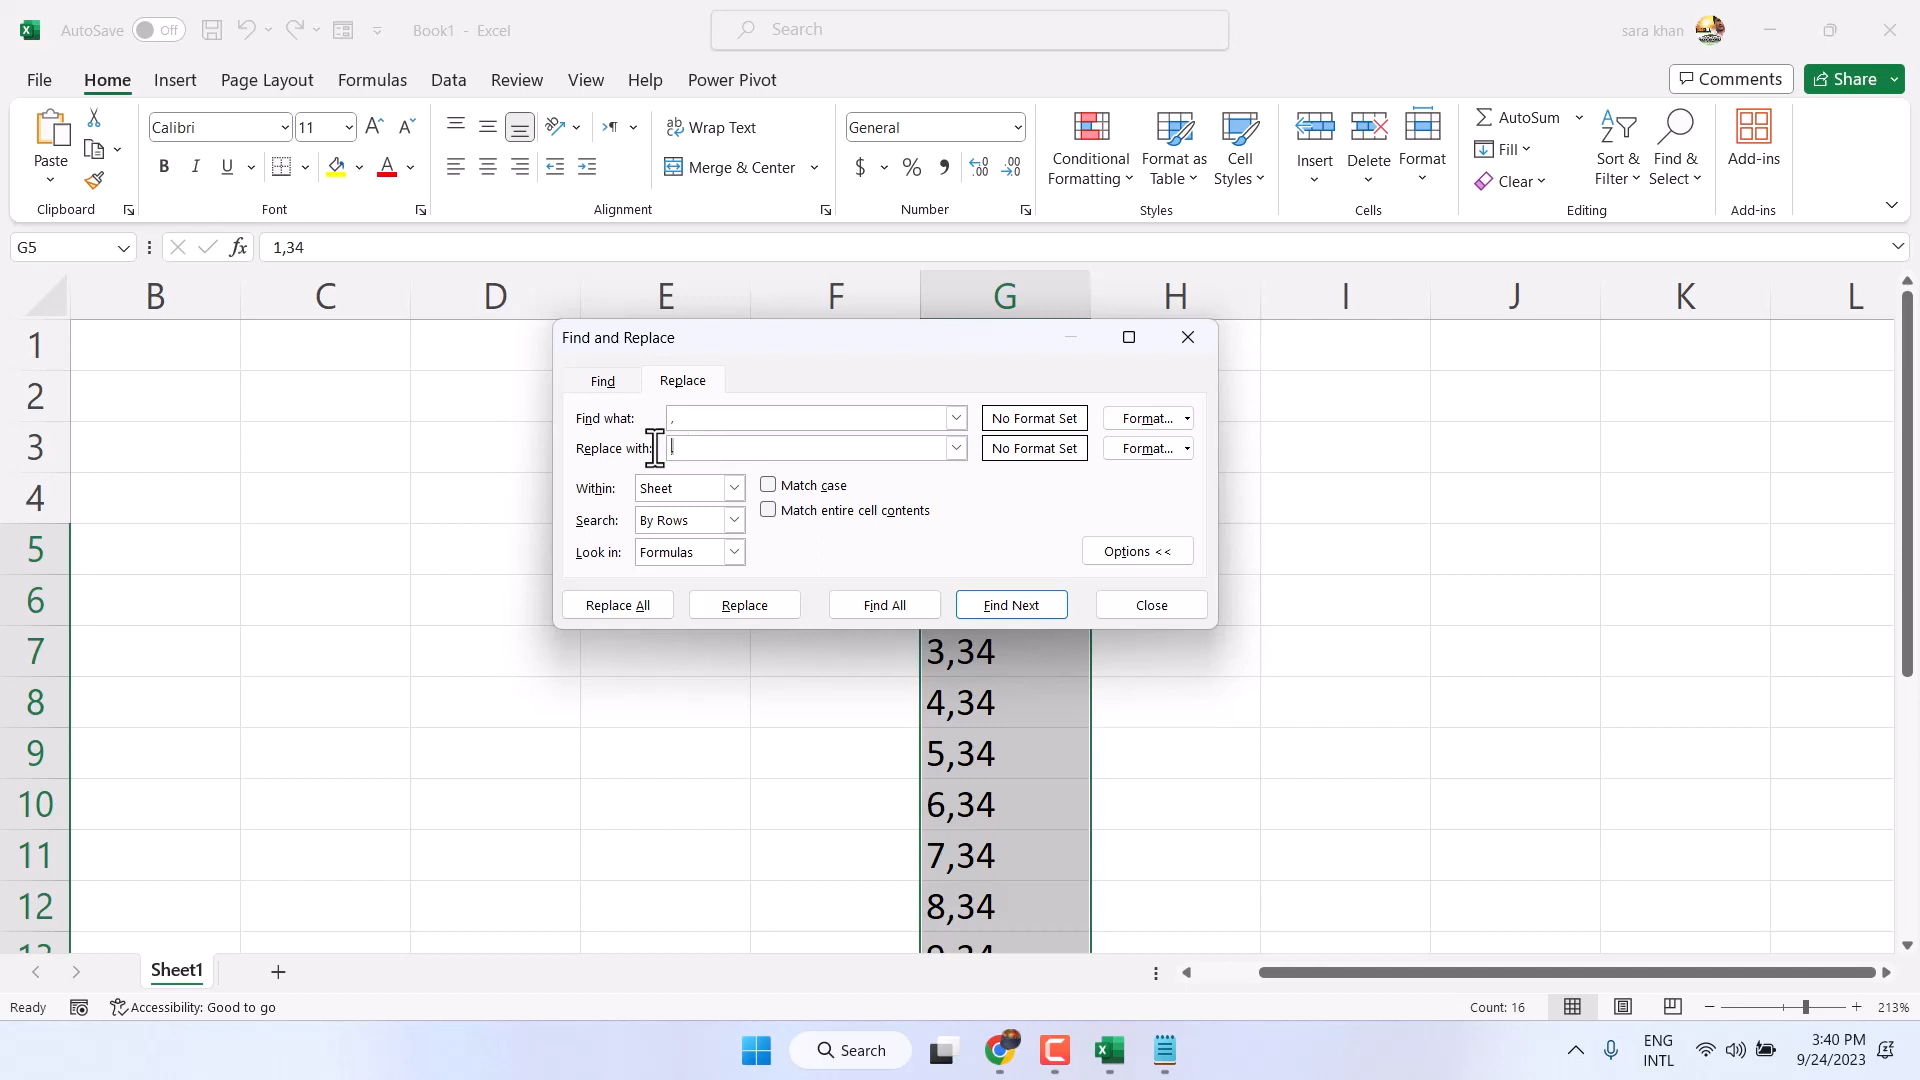 AutoSave Off Book1 - Excel Search sara khan
File Home Insert Page Layout Formulas Data Review View Help Power Pivot Comments Share
Paste Calibri 11 Wrap Text General Conditional Formatting Format as Table Cell Styles Insert Delete Format AutoSum Sort & Filter Find & Select Add-ins
B I U Merge & Center $ % Fill
Clear
Clipboard Font Alignment Number Styles Cells Editing Add-ins
G5 fx 1,34
B C D E F G H I J K L
1
2
3
4
5
6
7 3,34
8 4,34
9 5,34
10 6,34
11 7,34
12 8,34
Find and Replace
Find Replace
Find what: , No Format Set Format...
Replace with: No Format Set Format...
Within: Sheet Match case
Search: By Rows Match entire cell contents
Look in: Formulas Options <<
Replace All Replace Find All Find Next Close
Sheet1
Ready Accessibility: Good to go Count: 16 213%
Search ENG INTL 3:40 PM 9/24/2023